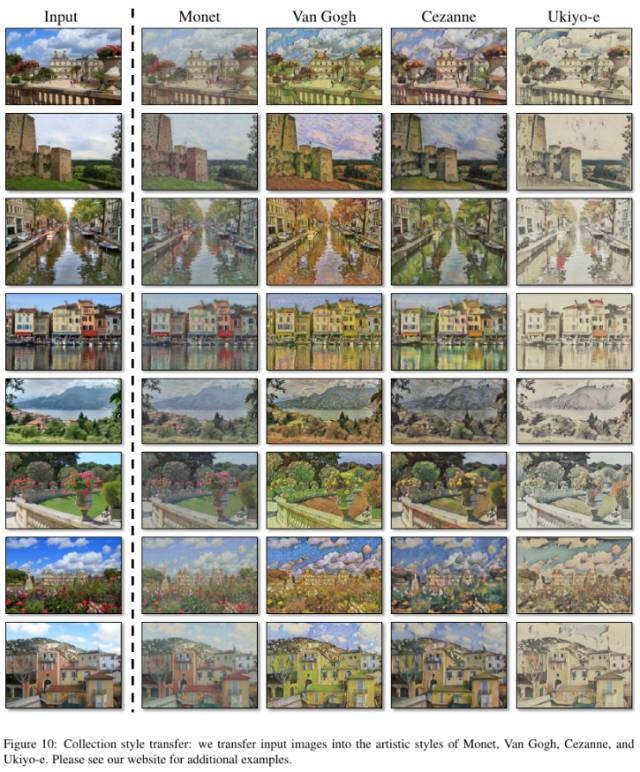 Input Monet Van Gogh Cezanne Ukiyo-e
Figure 10: Collection style transfer: we transfer input images into the artistic styles of Monet, Van Gogh, Cezanne, and
Ukiyo-e. Please see our website for additional examples.